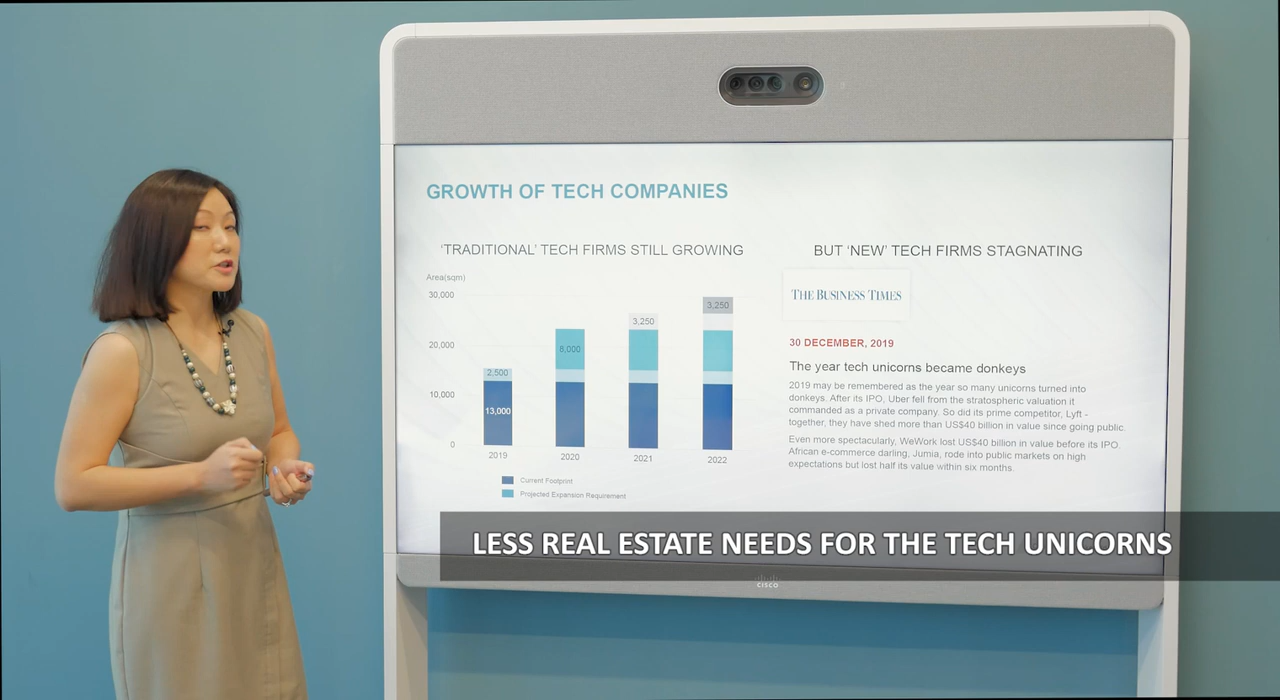 GROWTH OF TECH COMPANIES
'TRADITIONAL' TECH FIRMS STILL GROWING
Area(sqm)
30,000
20,000
10,000
0
2,500
13,000
8,000
3,250
3,250
2019
2020
2021
2022
Current Footprint
Projected Expansion Requirement
BUT 'NEW' TECH FIRMS STAGNATING
THE BUSINESS TIMES
30 DECEMBER, 2019
The year tech unicorns became donkeys
2019 may be remembered as the year so many unicorns turned into
donkeys. After its IPO, Uber fell from the stratospheric valuation it
commanded as a private company. So did its prime competitor, Lyft -
together, they have shed more than US$40 billion in value since going public.
Even more spectacularly, WeWork lost US$40 billion in value before its IPO.
African e-commerce darling, Jumia, rode into public markets on high
expectations but lost half its value within six months.
LESS REAL ESTATE NEEDS FOR THE TECH UNICORNS
CISCO